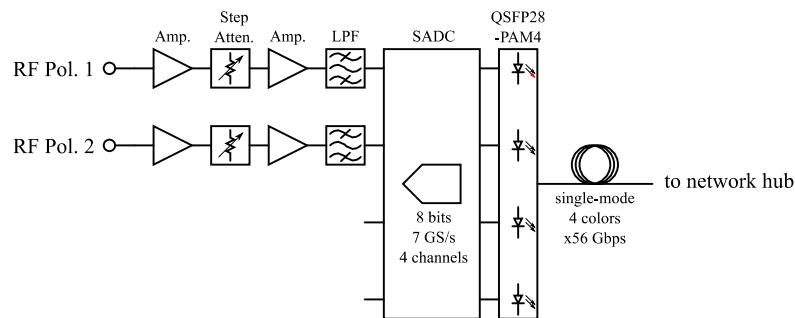 QSFP28
-PAM4
Step
Atten.
Amp.
Amp.
LPF
SADC
RF Pol. 1
RF Pol. 2
8 bits
7 GS/s
4 channels
single-mode
4 colors
x56 Gbps
to network hub